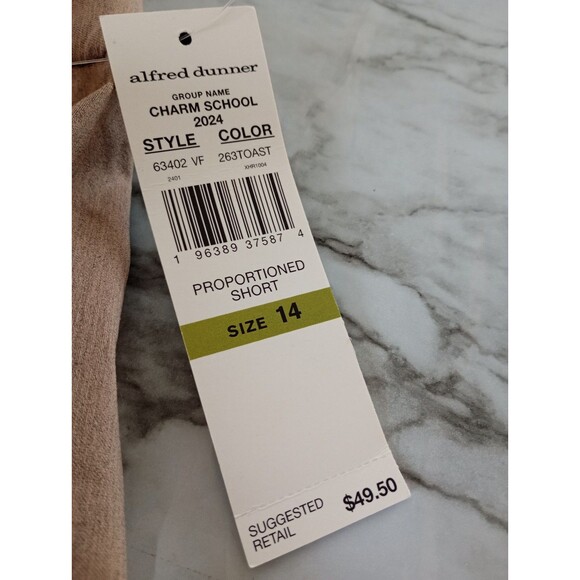 alfred dunner
GROUP NAME
CHARM SCHOOL
2024
STYLE COLOR
63402 VF 263TOAST
2401 XHR1004
1 96389 37587 4
PROPORTIONED
SHORT
SIZE 14
SUGGESTED
RETAIL $49.50